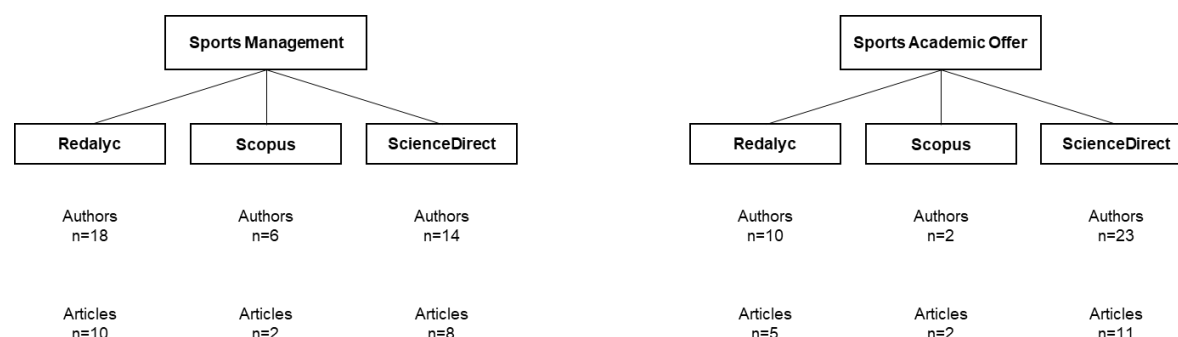 Sports Management
Sports Academic Offer
Redalyc
Scopus
ScienceDirect
Redalyc
Scopus
ScienceDirect
Authors
n=18
Authors
n=6
Authors
n=14
Authors
n=10
Authors
n=2
Authors
n=23
Articles
n=10
Articles
n=2
Articles
n=8
Articles
n=5
Articles
n=2
Articles
n=11